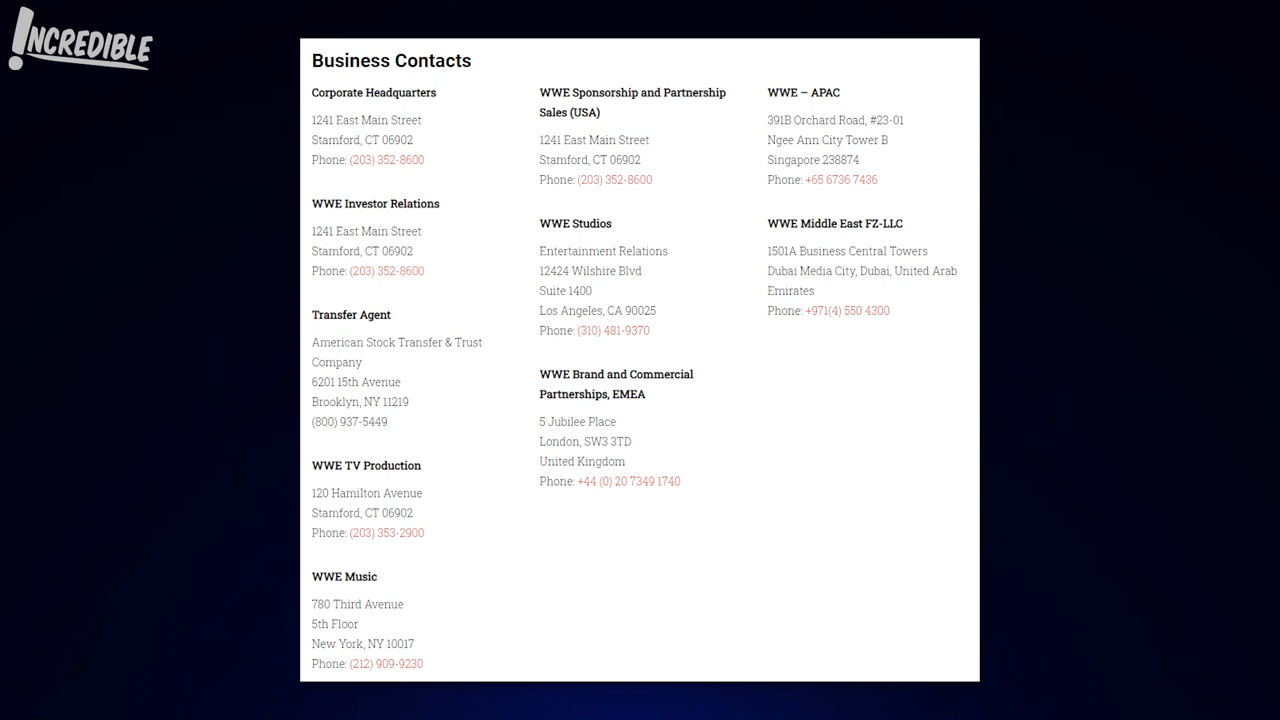 !NCREDIBLE
Business Contacts
Corporate Headquarters
1241 East Main Street
Stamford, CT 06902
Phone: (203) 352-8600
WWE Investor Relations
1241 East Main Street
Stamford, CT 06902
Phone: (203) 352-8600
Transfer Agent
American Stock Transfer & Trust
Company
6201 15th Avenue
Brooklyn, NY 11219
(800) 937-5449
WWE TV Production
120 Hamilton Avenue
Stamford, CT 06902
Phone: (203) 353-2900
WWE Music
780 Third Avenue
5th Floor
New York, NY 10017
Phone: (212) 909-9230
WWE Sponsorship and Partnership
Sales (USA)
1241 East Main Street
Stamford, CT 06902
Phone: (203) 352-8600
WWE Studios
Entertainment Relations
12424 Wilshire Blvd
Suite 1400
Los Angeles, CA 90025
Phone: (310) 481-9370
WWE Brand and Commercial
Partnerships, EMEA
5 Jubilee Place
London, SW3 3TD
United Kingdom
Phone: +44 (0) 20 7349 1740
WWE – APAC
391B Orchard Road, #23-01
Ngee Ann City Tower B
Singapore 238874
Phone: +65 6736 7436
WWE Middle East FZ-LLC
1501A Business Central Towers
Dubai Media City, Dubai, United Arab
Emirates
Phone: +971(4) 550 4300